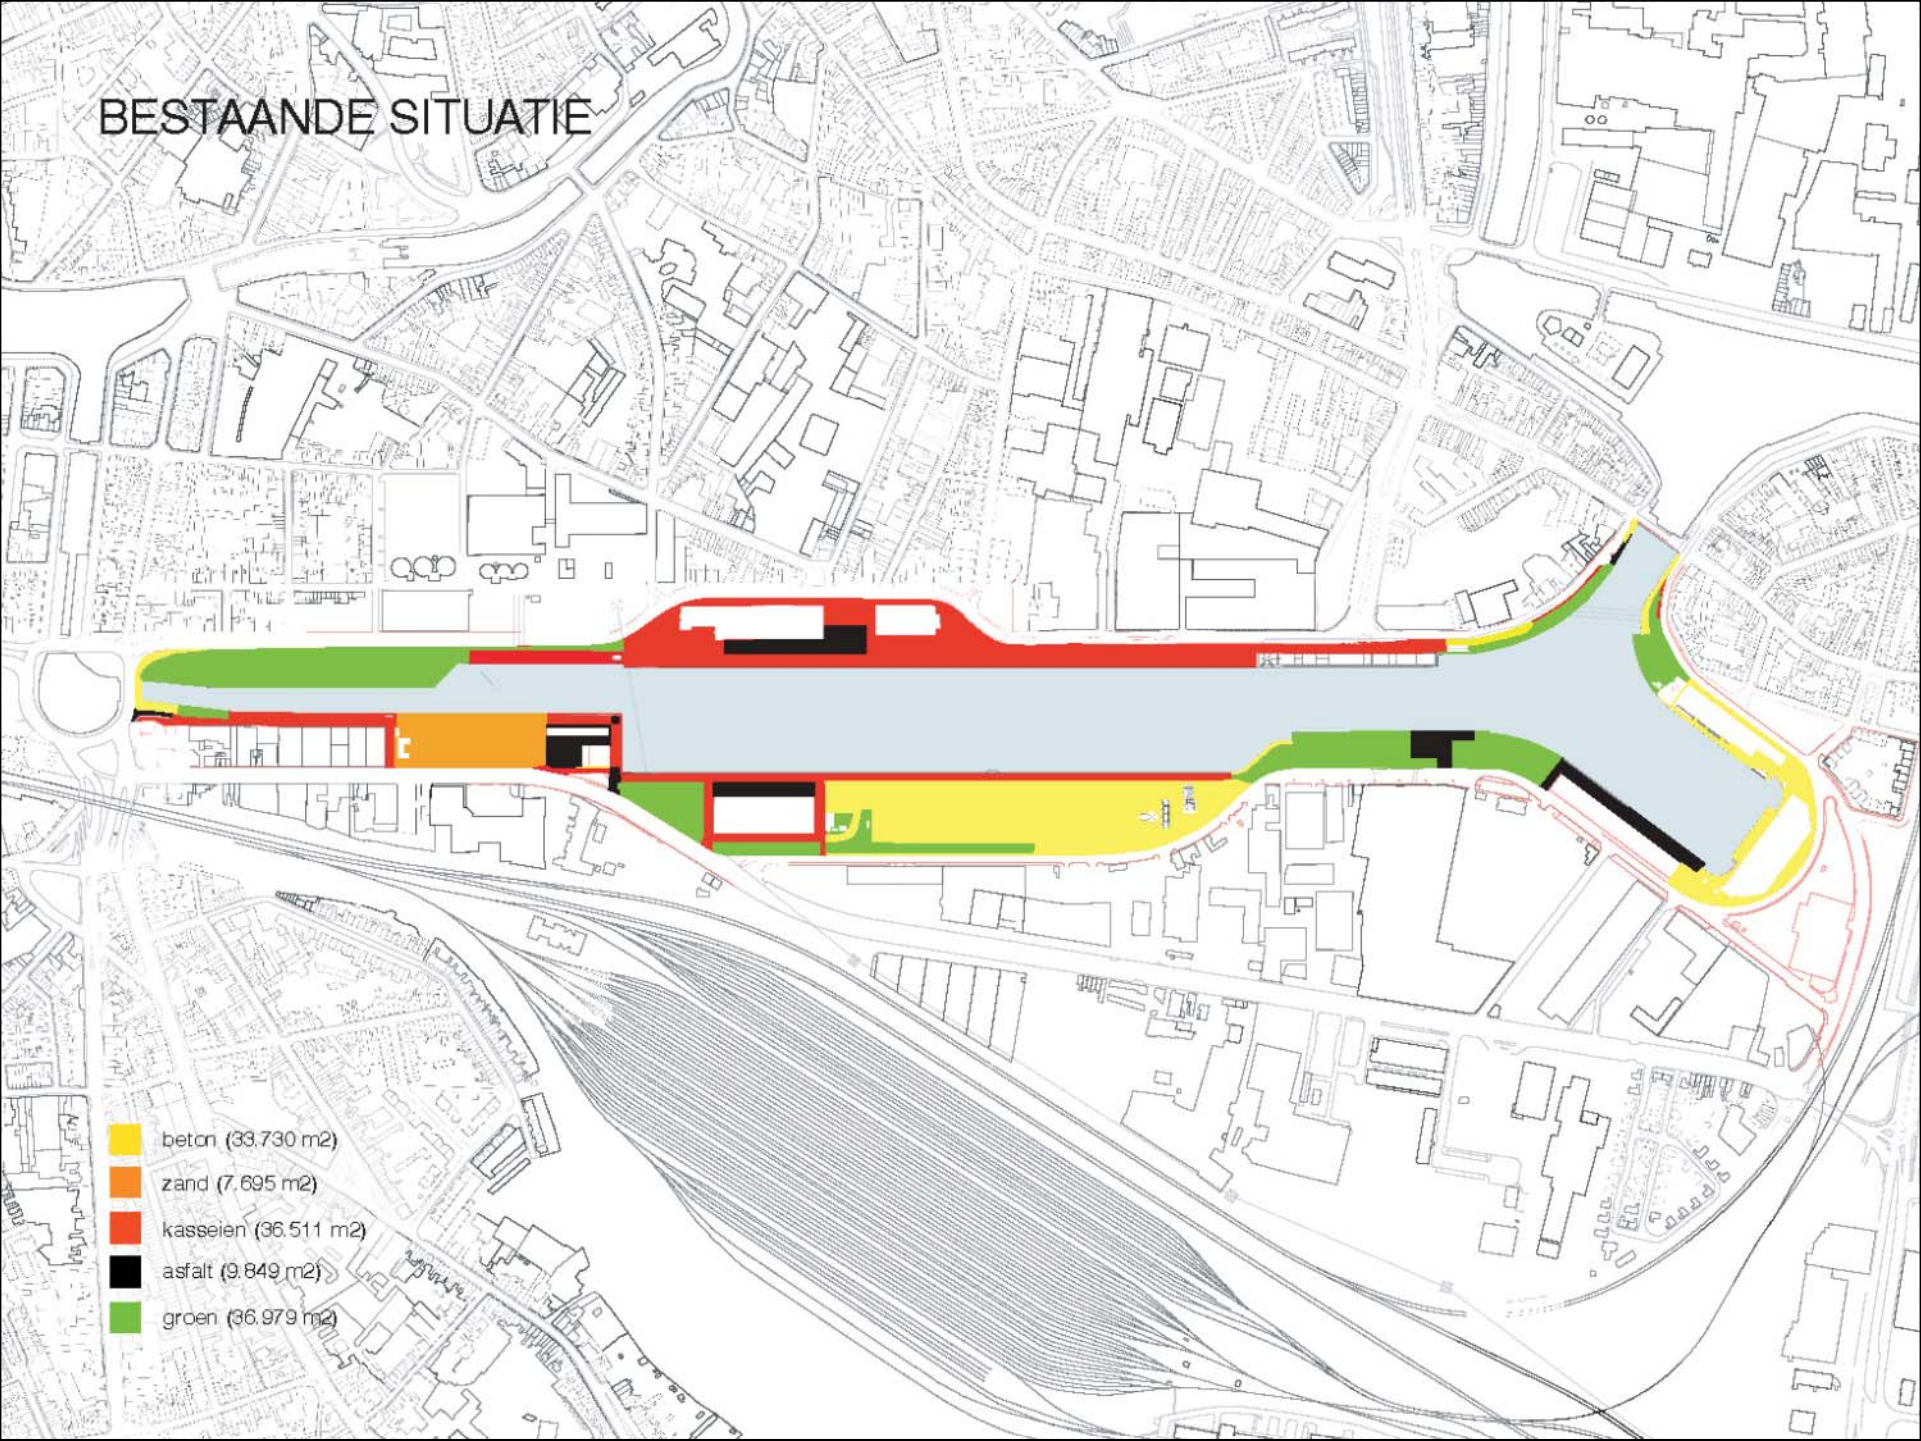 BESTAANDE SITUATIE
beton (33.730 m2)
zand (7.695 m2)
kasseien (36.511 m2)
asfalt (9.849 m2)
groen (36.979 m2)